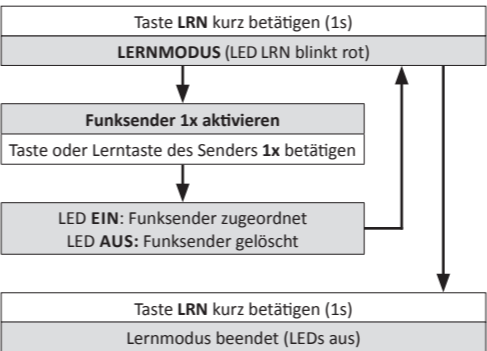 Taste LRN kurz betätigen (1s)
LERNMODUS (LED LRN blinkt rot)
Funksender 1x aktivieren
Taste oder Lerntaste des Senders 1x betätigen
LED EIN: Funksender zugeordnet
LED AUS: Funksender gelöscht
Taste LRN kurz betätigen (1s)
Lernmodus beendet (LEDs aus)